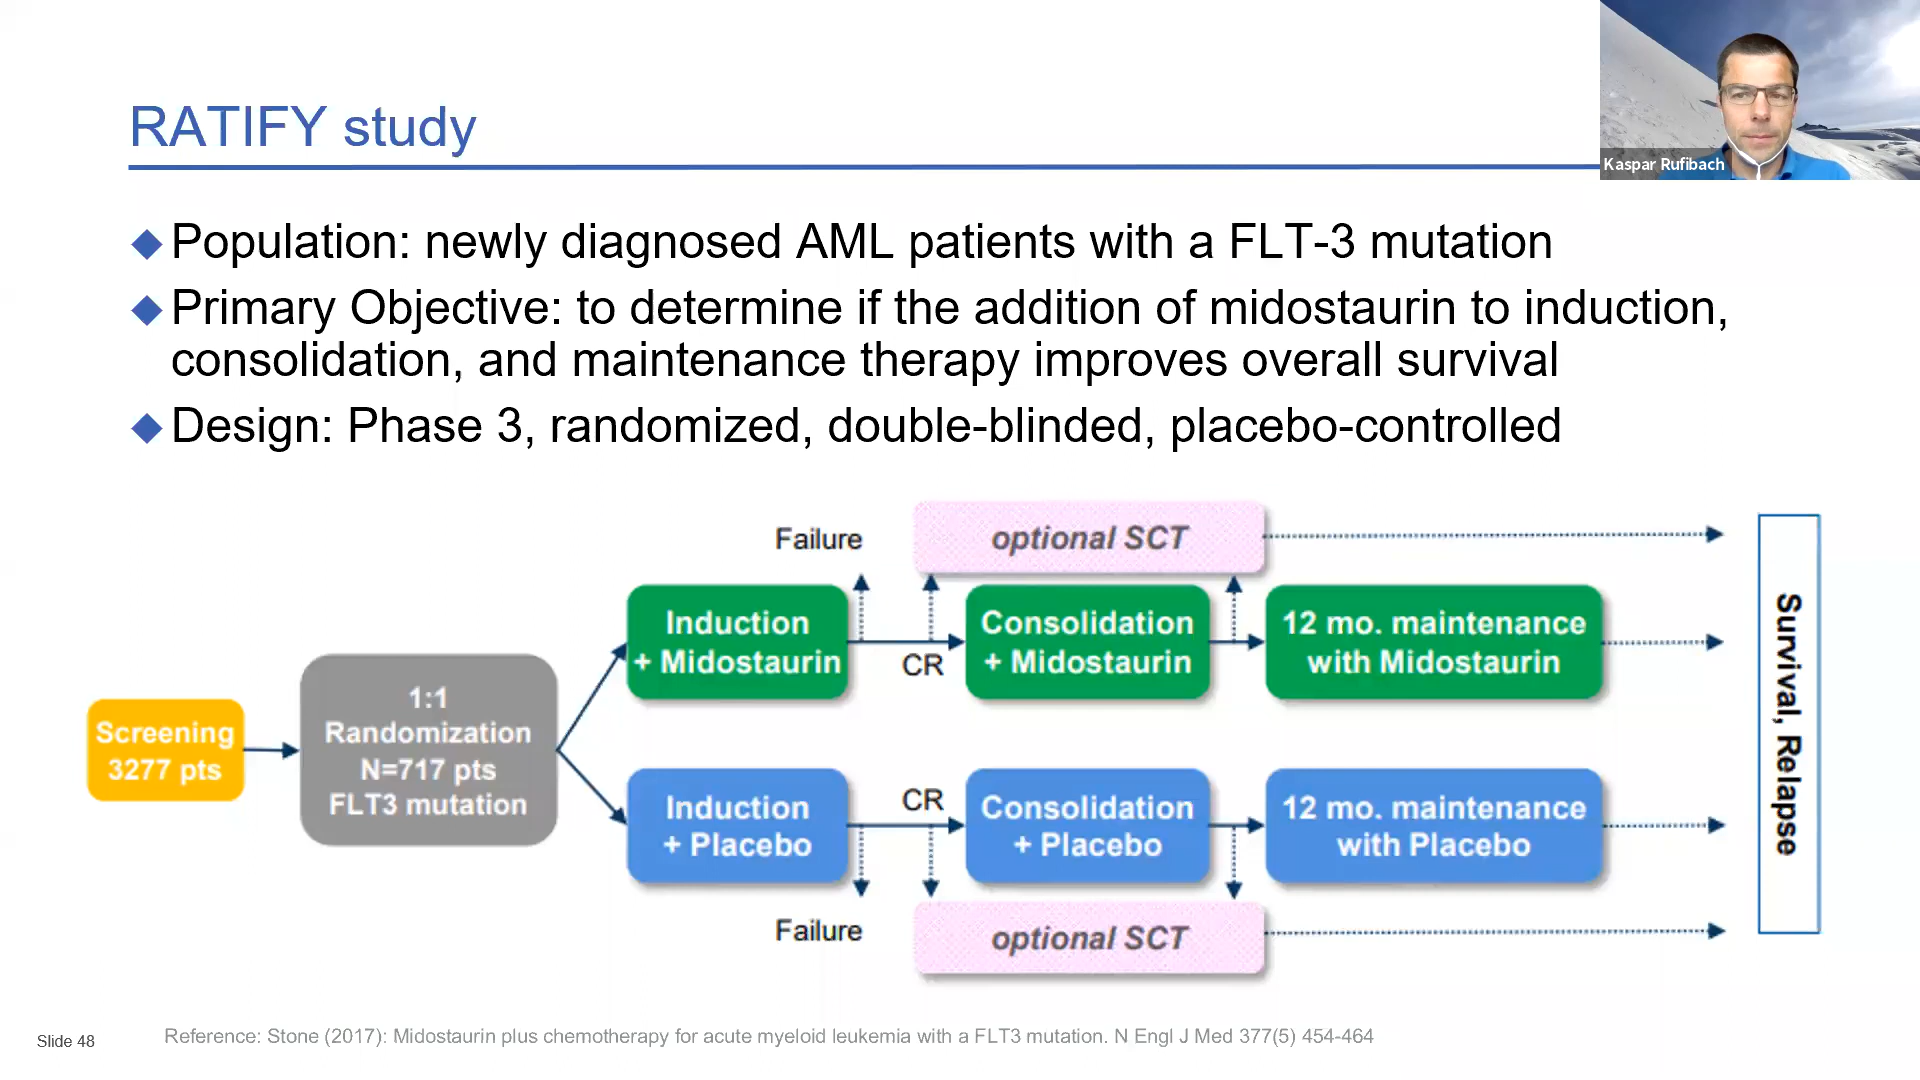 RATIFY study
Kaspar Rufibach
Population: newly diagnosed AML patients with a FLT-3 mutation
Primary Objective: to determine if the addition of midostaurin to induction,
consolidation, and maintenance therapy improves overall survival
Design: Phase 3, randomized, double-blinded, placebo-controlled
Screening
3277 pts
1:1
Randomization
N=717 pts
FLT3 mutation
Failure
optional SCT
Induction
+ Midostaurin
CR
Consolidation
+ Midostaurin
12 mo. maintenance
with Midostaurin
Induction
+ Placebo
CR
Consolidation
+ Placebo
12 mo. maintenance
with Placebo
Failure
optional SCT
Survival, Relapse
Slide 48
Reference: Stone (2017): Midostaurin plus chemotherapy for acute myeloid leukemia with a FLT3 mutation. N Engl J Med 377(5) 454-464